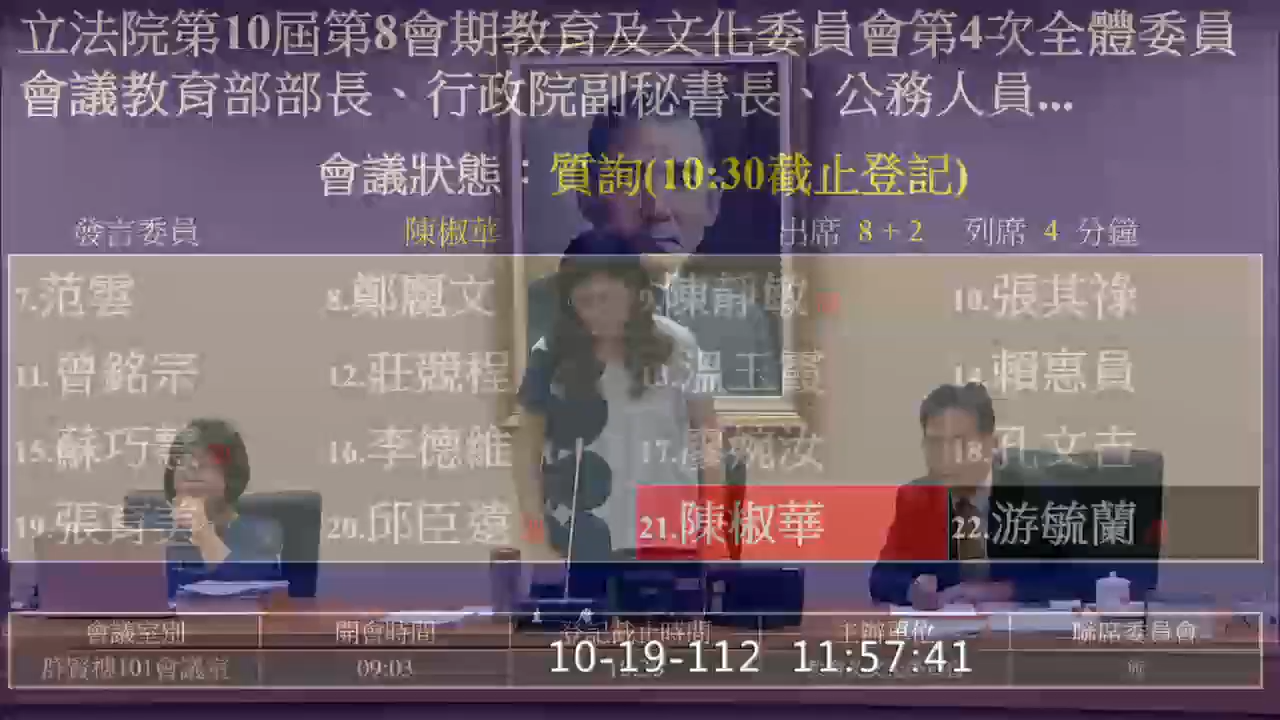 立法院第10屆第8會期教育及文化委員會第4次全體委員
會議教育部部長、行政院副秘書長、公務人員...
會議狀態：質詢(10:30截止登記)
發言委員 陳椒華 出席 8+2 列席 4 分鐘
7.范雲 8.鄭麗文 9.陳靜敏 10.張其祿
11.曾銘宗 12.莊競程 13.溫玉霞 14.賴惠員
15.蘇巧慧 16.李德維 17.廖婉汝 18.孔文吉
19.張育美 20.邱臣遠 21.陳椒華 22.游毓蘭
會議室別 開會時間 登記截止時間 主辦單位 聯席委員會
群賢樓101會議室 09:03
10-19-112 11:57:41